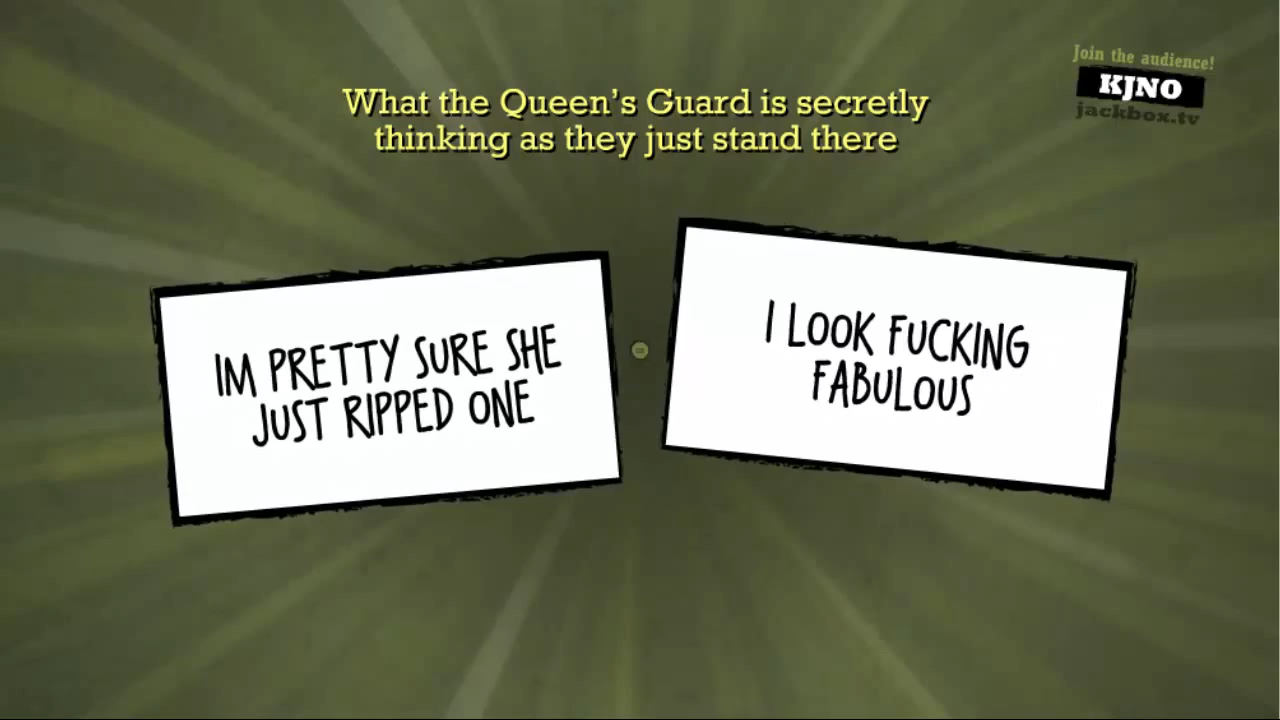 Join the audience!
KJNO
jackbox.tv
What the Queen's Guard is secretly
thinking as they just stand there
IM PRETTY SURE SHE
JUST RIPPED ONE
I LOOK FUCKING
FABULOUS